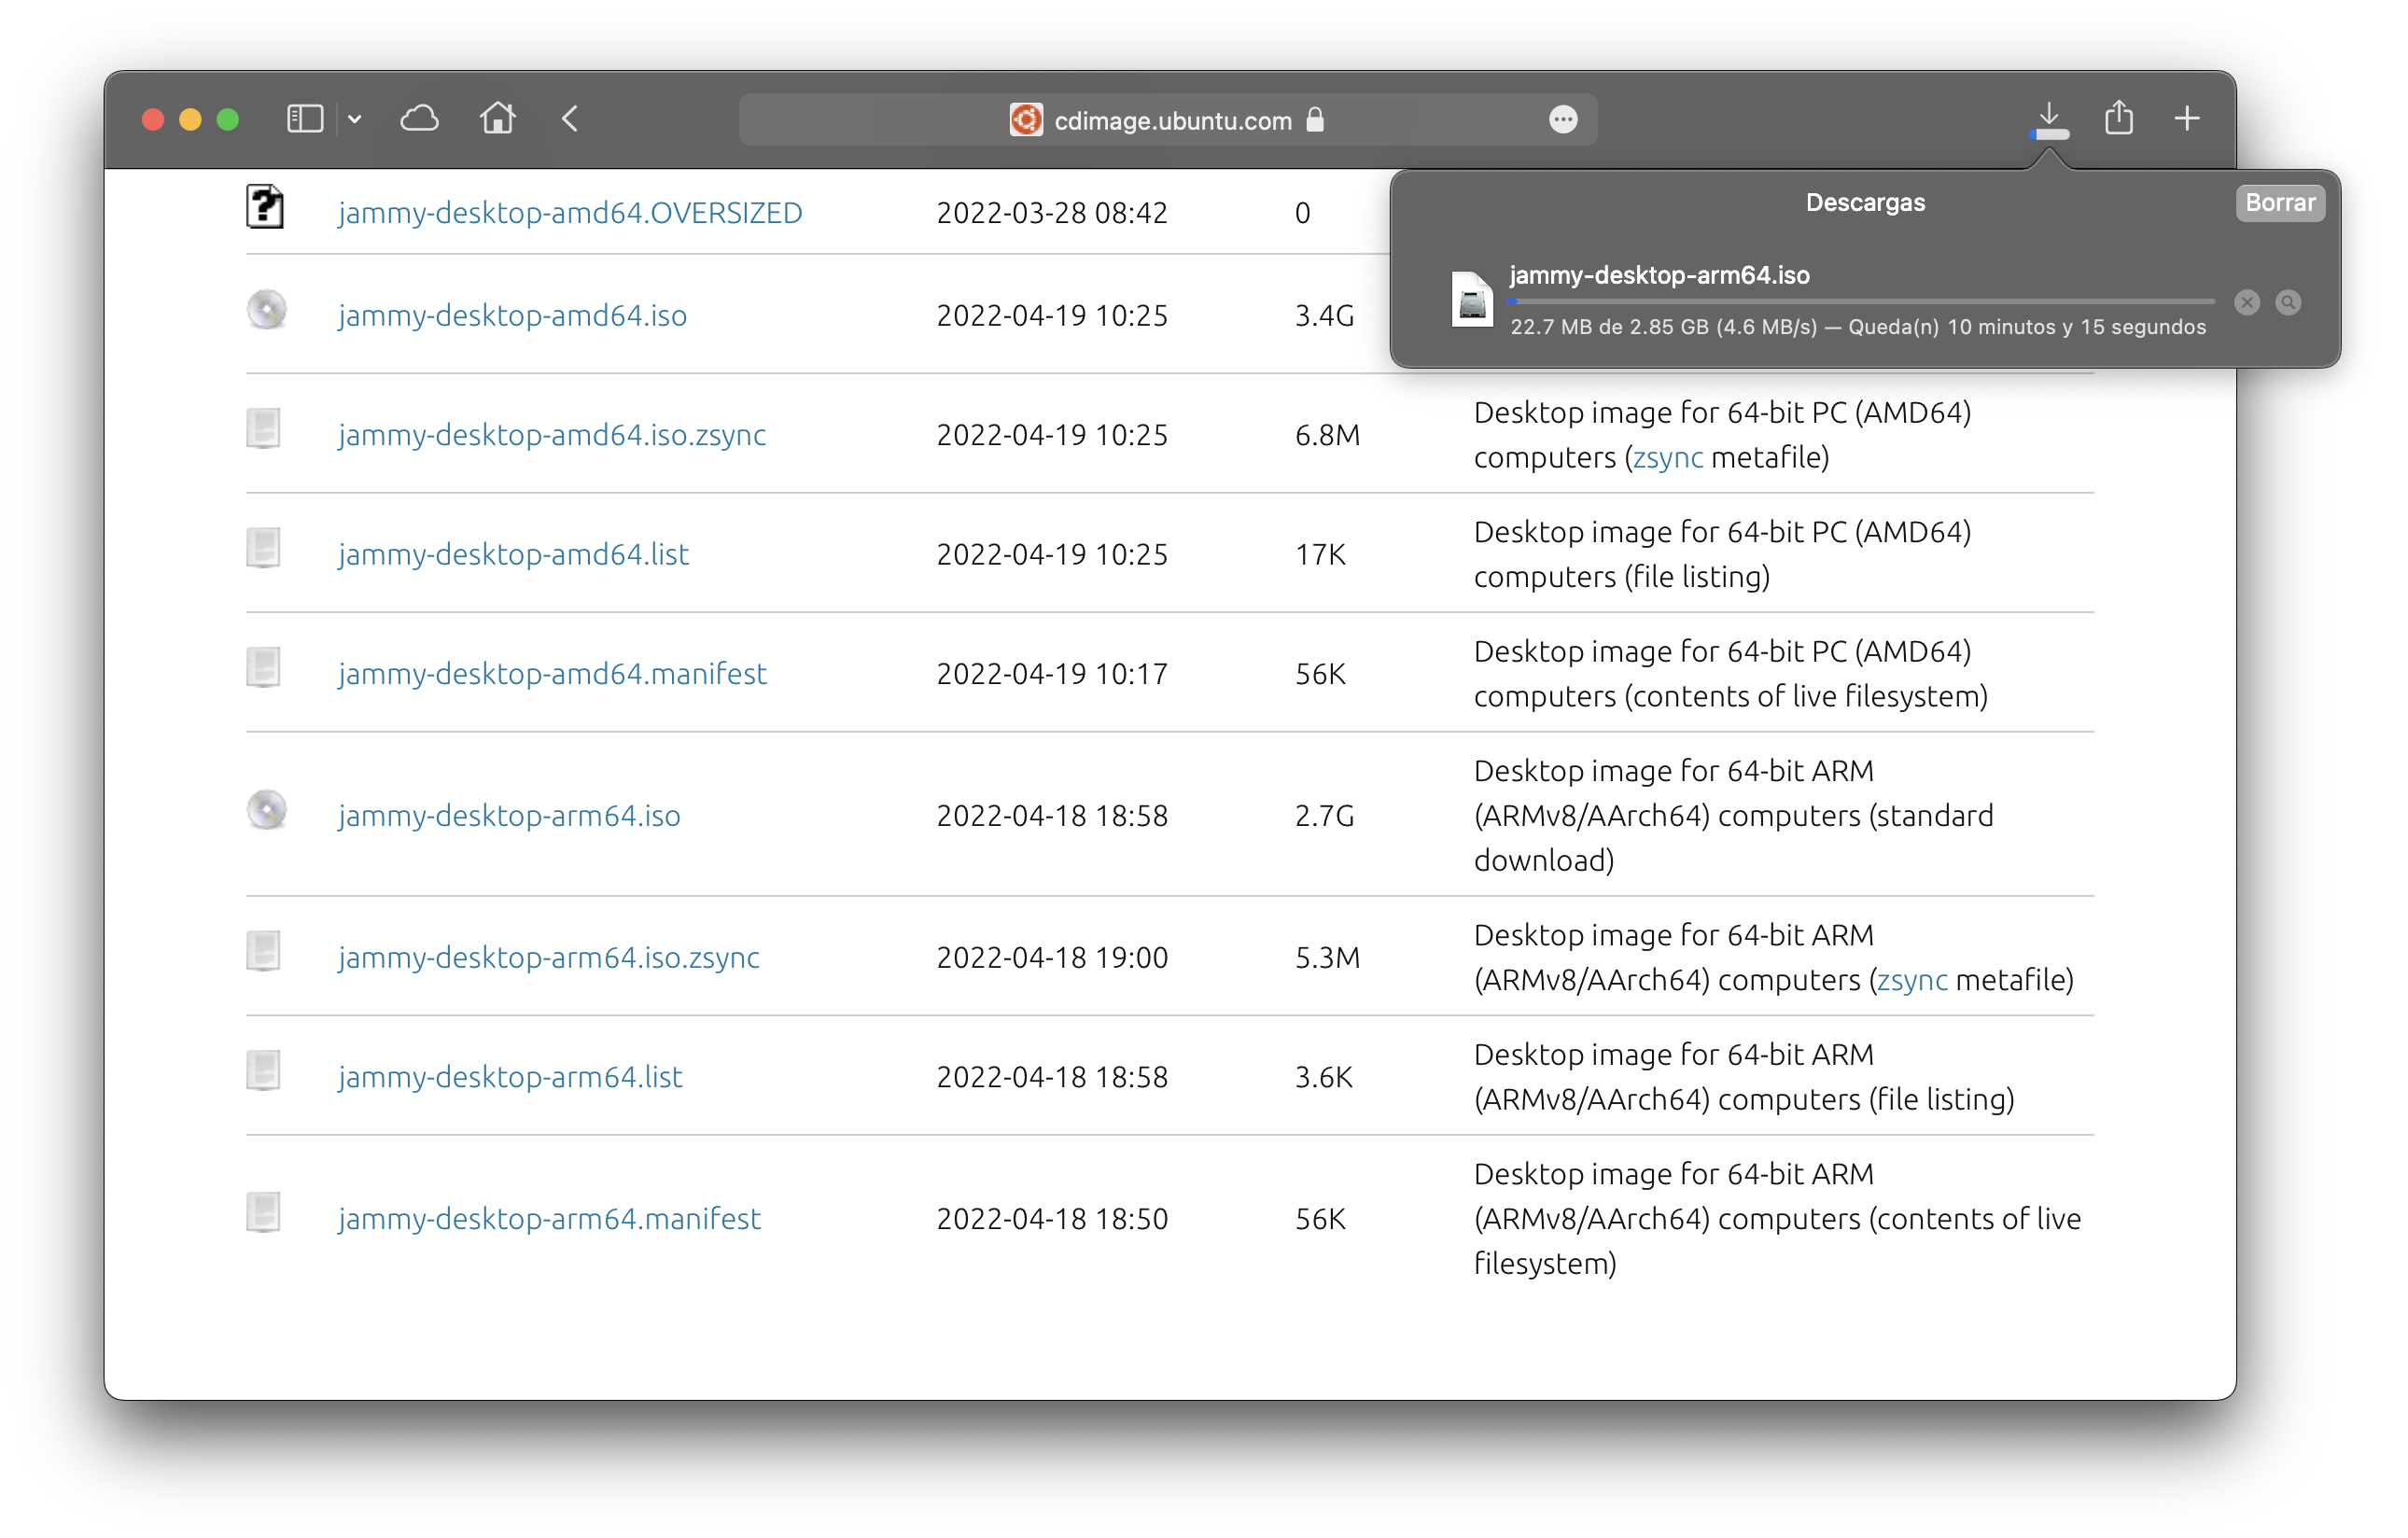 cdimage.ubuntu.com
Descargas
Borrar
jammy-desktop-arm64.iso
22.7 MB de 2.85 GB (4.6 MB/s) — Queda(n) 10 minutos y 15 segundos
jammy-desktop-amd64.OVERSIZED 2022-03-28 08:42 0
jammy-desktop-amd64.iso 2022-04-19 10:25 3.4G
Desktop image for 64-bit PC (AMD64)
jammy-desktop-amd64.iso.zsync 2022-04-19 10:25 6.8M
computers (zsync metafile)
Desktop image for 64-bit PC (AMD64)
jammy-desktop-amd64.list 2022-04-19 10:25 17K
computers (file listing)
Desktop image for 64-bit PC (AMD64)
jammy-desktop-amd64.manifest 2022-04-19 10:17 56K
computers (contents of live filesystem)
Desktop image for 64-bit ARM
jammy-desktop-arm64.iso 2022-04-18 18:58 2.7G (ARMv8/AArch64) computers (standard
download)
Desktop image for 64-bit ARM
jammy-desktop-arm64.iso.zsync 2022-04-18 19:00 5.3M
(ARMv8/AArch64) computers (zsync metafile)
Desktop image for 64-bit ARM
jammy-desktop-arm64.list 2022-04-18 18:58 3.6K
(ARMv8/AArch64) computers (file listing)
Desktop image for 64-bit ARM
jammy-desktop-arm64.manifest 2022-04-18 18:50 56K (ARMv8/AArch64) computers (contents of live
filesystem)